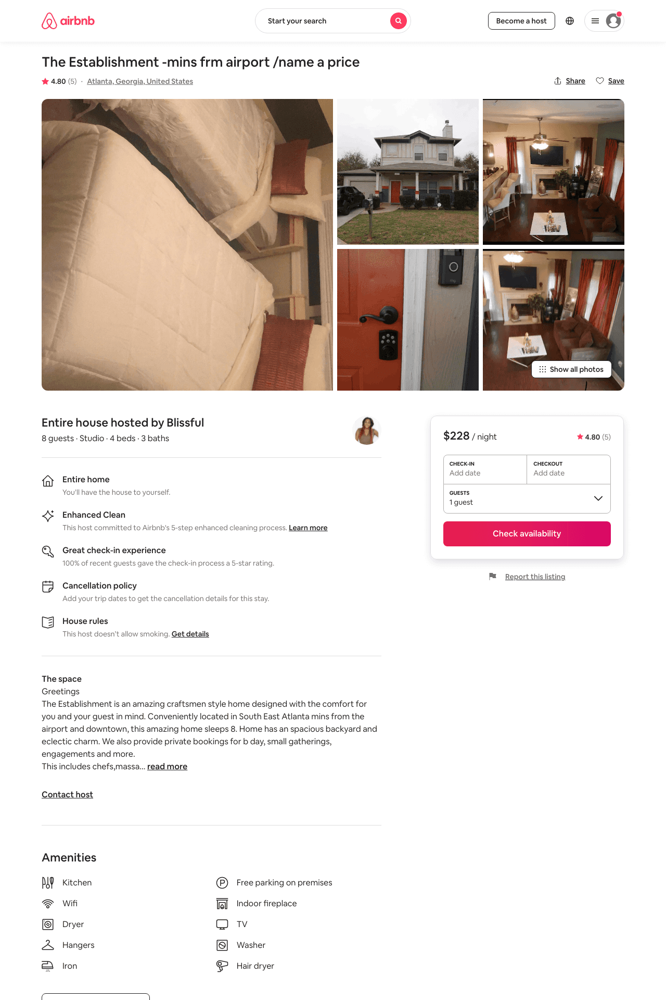 airbnb
Start your search
Become a host
The Establishment -mins frm airport /name a price
4.80 (5) · Atlanta, Georgia, United States
Share
Save
ring
Show all photos
Entire house hosted by Blissful
8 guests · Studio · 4 beds · 3 baths
Entire home
You’ll have the house to yourself.
Enhanced Clean
This host committed to Airbnb's 5-step enhanced cleaning process. Learn more
Great check-in experience
100% of recent guests gave the check-in process a 5-star rating.
Cancellation policy
Add your trip dates to get the cancellation details for this stay.
House rules
This host doesn’t allow smoking. Get details
$228 / night
4.80 (5)
CHECK-IN
Add date
CHECKOUT
Add date
GUESTS
1 guest
Check availability
Report this listing
The space
Greetings
The Establishment is an amazing craftsmen style home designed with the comfort for
you and your guest in mind. Conveniently located in South East Atlanta mins from the
airport and downtown, this amazing home sleeps 8. Home has an spacious backyard and
eclectic charm. We also provide private bookings for b day, small gatherings,
engagements and more.
This includes chefs,massa... read more
Contact host
Amenities
Kitchen
Free parking on premises
Wifi
Indoor fireplace
Dryer
TV
Hangers
Washer
Iron
Hair dryer